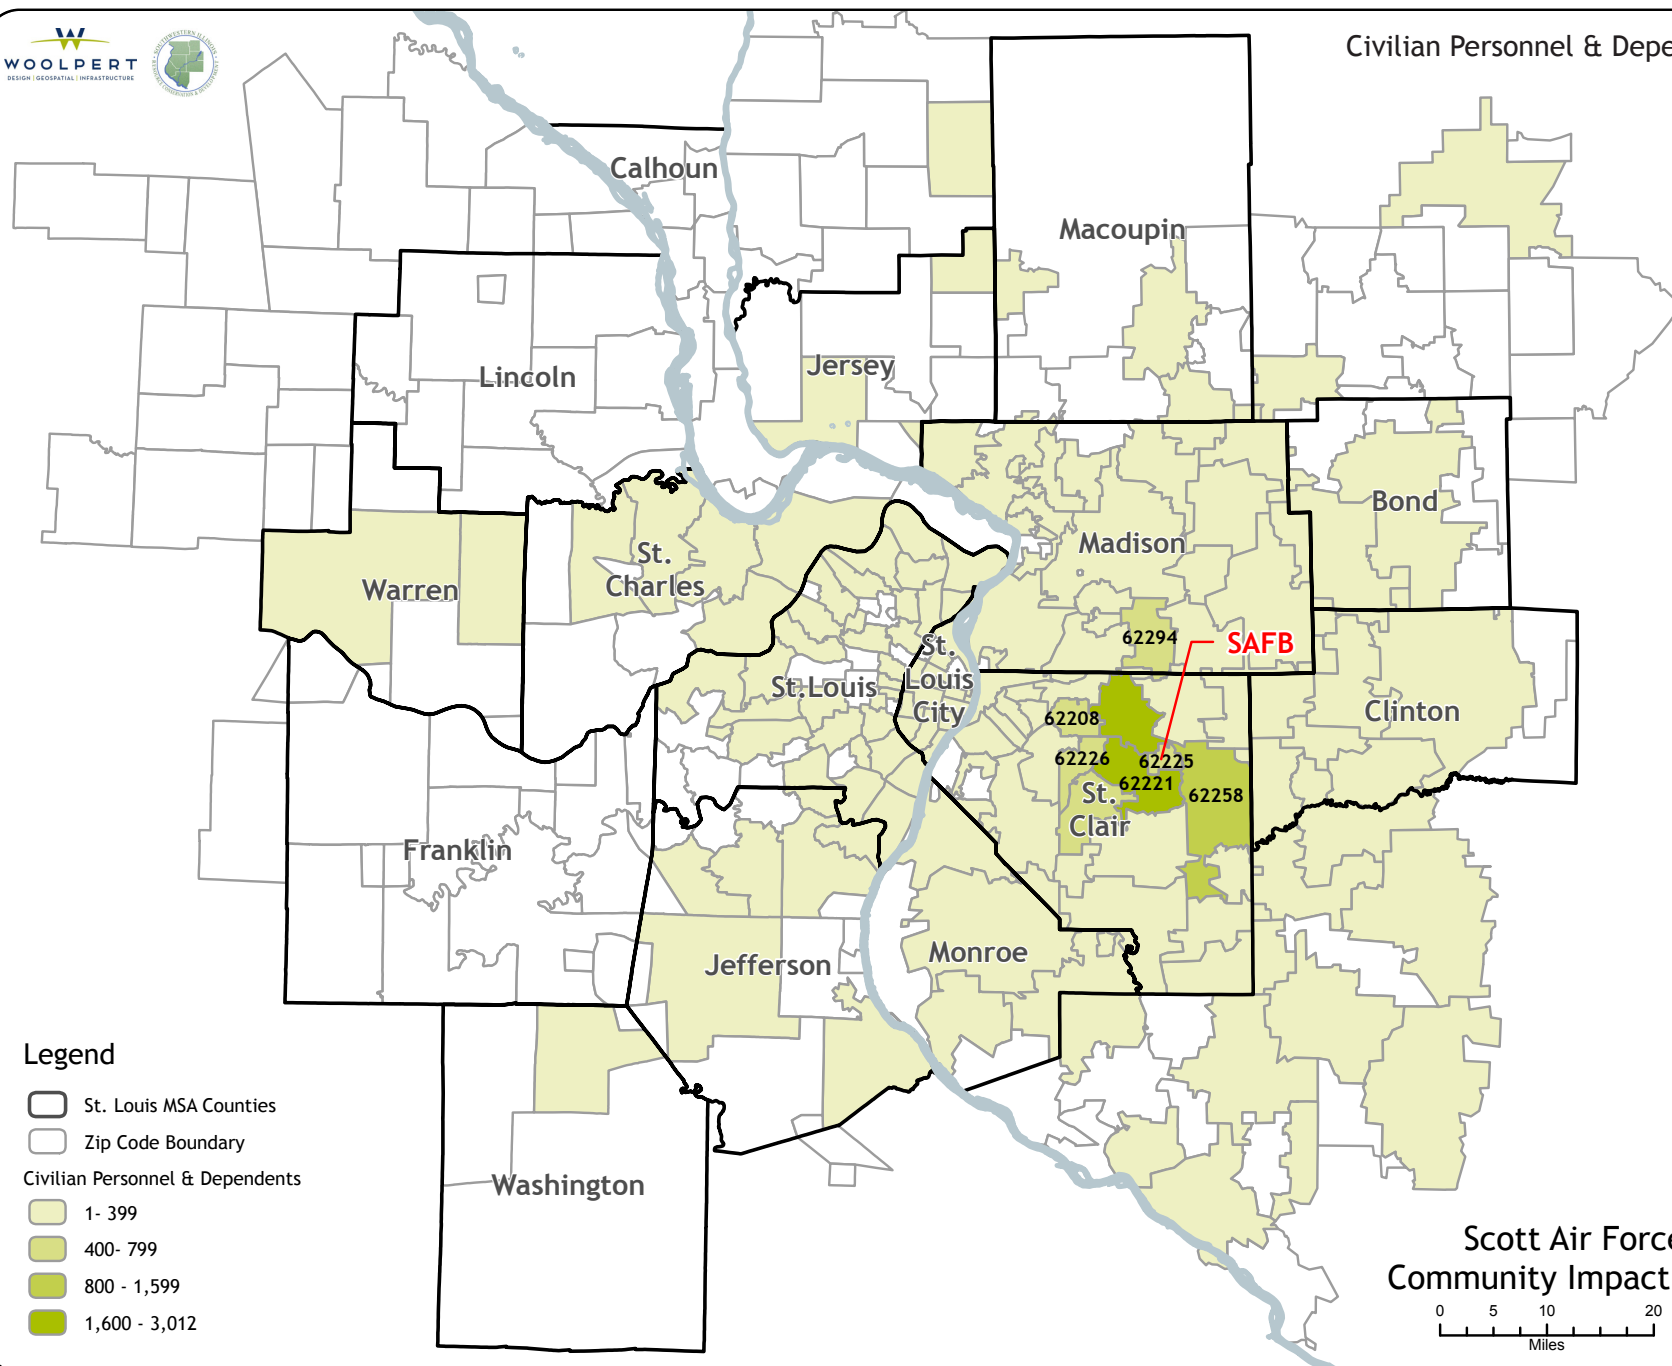 WOOLPERT
DESIGN | GEOSPATIAL | INFRASTRUCTURE
Civilian Personnel & Depe
Calhoun
Macoupin
Lincoln
Jersey
Bond
Madison
St.
Charles
Warren
62294
SAFB
St.
Louis
City
St.Louis
Clinton
62208
62226
62225
62221
62258
St.
Clair
Franklin
Jefferson
Monroe
Washington
Legend
St. Louis MSA Counties
Zip Code Boundary
Civilian Personnel & Dependents
1- 399
400- 799
800 - 1,599
1,600 - 3,012
Scott Air Force
Community Impact
0 5 10 20
Miles